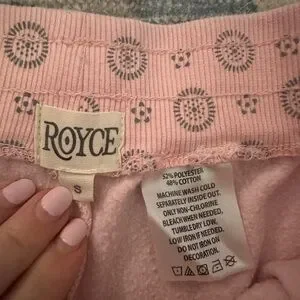 ROYCE
S
52% POLYESTER
48% COTTON
MACHINE WASH COLD
SEPARATELY INSIDE OUT.
ONLY NON-CHLORINE
BLEACH WHEN NEEDED,
TUMBLE DRY LOW,
LOW IRON IF NEEDED.
DO NOT IRON ON
DECORATION.